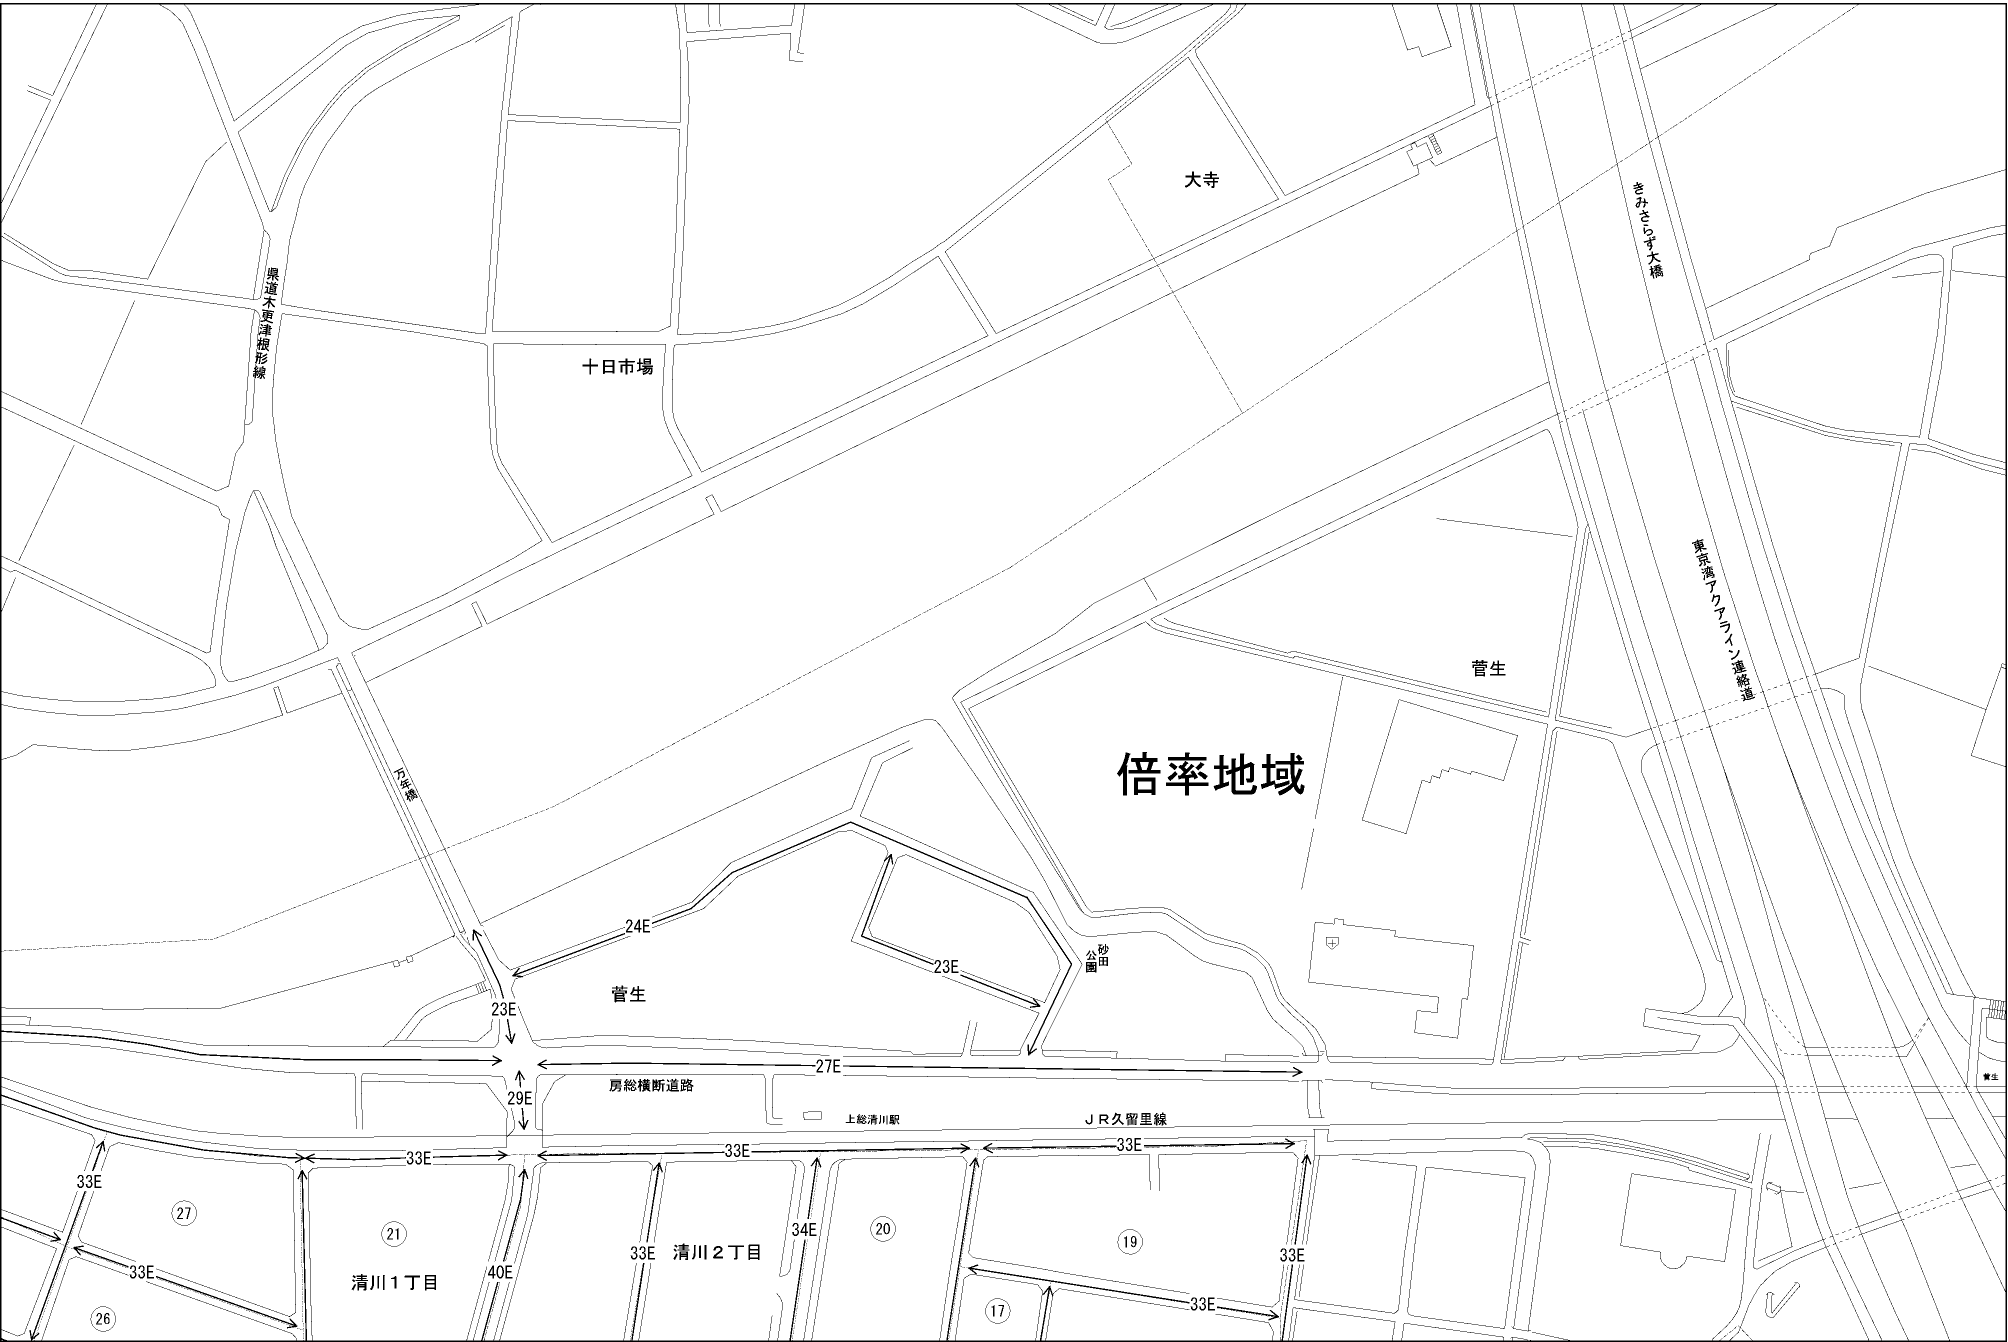 大寺
きみさらず大橋
県道木更津根形線
十日市場
東京湾アクアライン連絡道
菅生
倍率地域
万年橋
24E
砂田
公園
23E
菅生
23E
27E
菅生
房総横断道路
29E
上総清川駅
JR久留里線
33E
33E
33E
33E
27
21
33E
清川2丁目
34E
20
19
33E
33E
清川1丁目
40E
26
17
33E